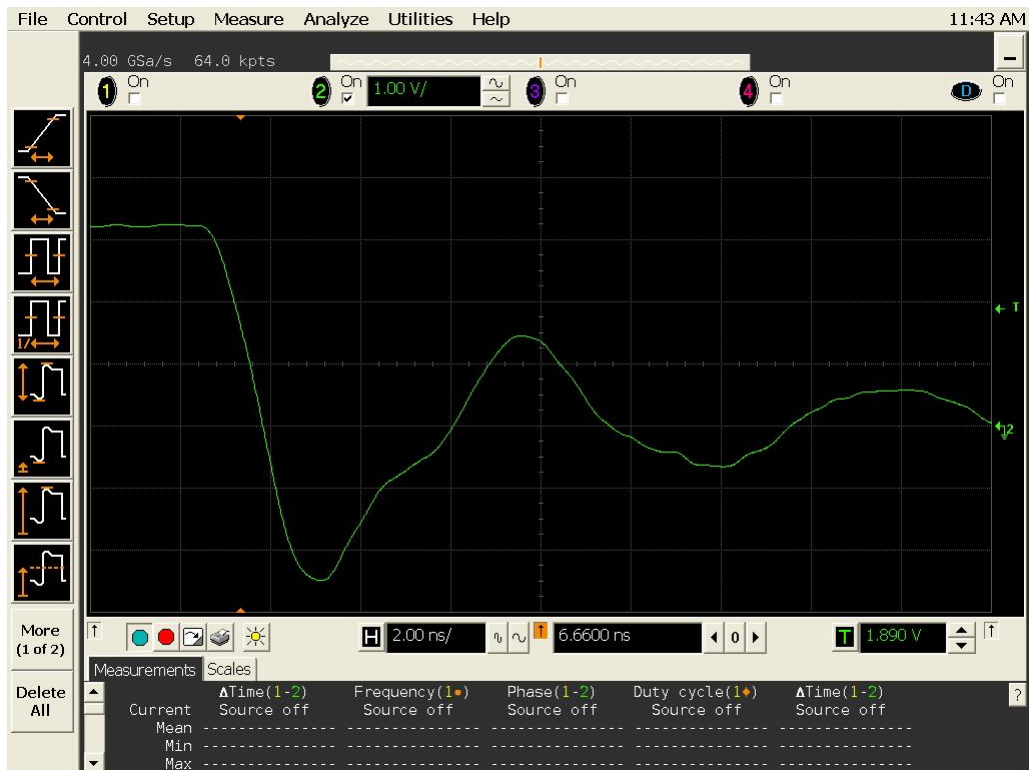 File Control Setup Measure Analyze Utilities Help 11:43 AM
4.00 GSa/s 64.0 kpts
1 On 2 On 1.00 V/ 3 On 4 On D On
T
2
1/
More
(1 of 2)
Delete
All
H 2.00 ns/ 6.6600 ns 0 T 1.890 V
Measurements Scales
ΔTime(1-2) Frequency(1) Phase(1-2) Duty cycle(1) ΔTime(1-2) ?
Current Source off Source off Source off Source off Source off
Mean -------------- -------------- -------------- -------------- --------------
Min -------------- -------------- -------------- -------------- --------------
Max -------------- -------------- -------------- -------------- --------------